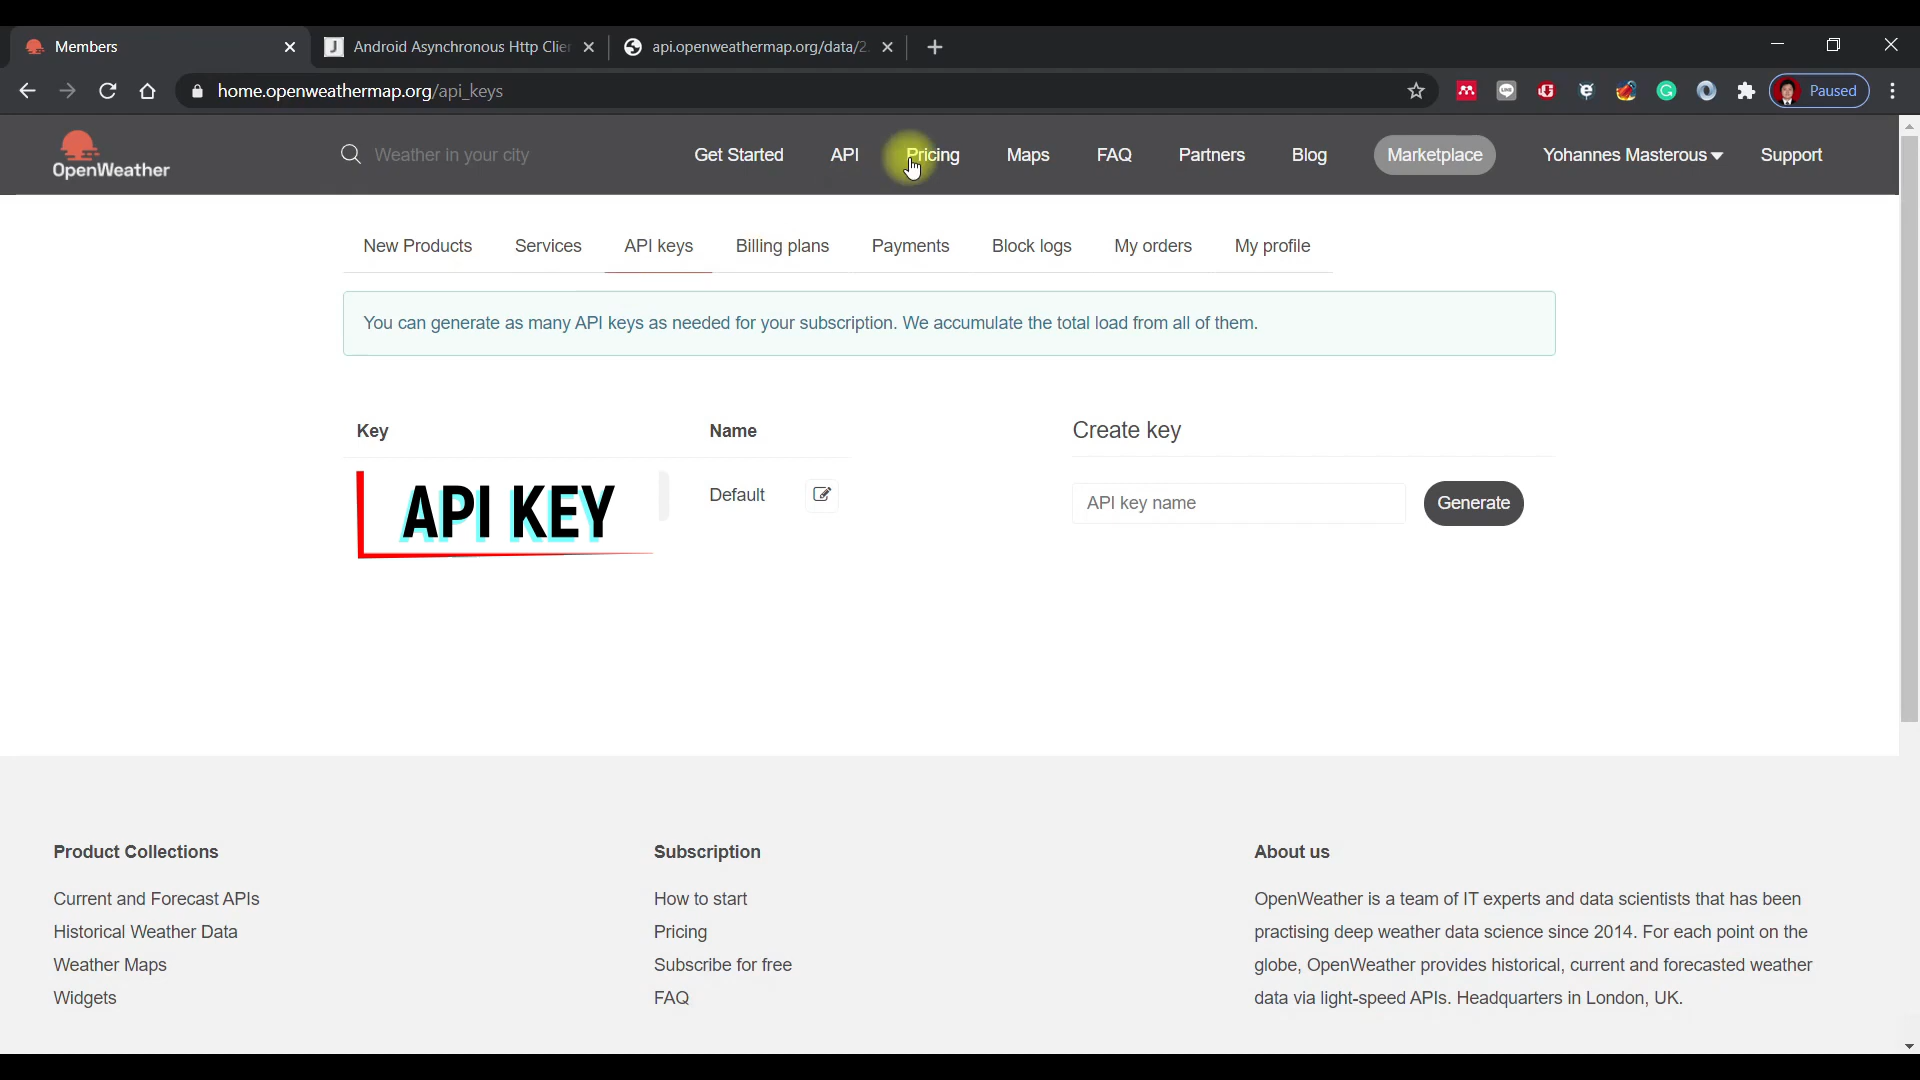 Members
Android Asynchronous Http Clie
api.openweathermap.org/data/2.
home.openweathermap.org/api_keys
Paused
OpenWeather
Weather in your city
Get Started
API
Pricing
Maps
FAQ
Partners
Blog
Marketplace
Yohannes Masterous
Support
New Products
Services
API keys
Billing plans
Payments
Block logs
My orders
My profile
You can generate as many API keys as needed for your subscription. We accumulate the total load from all of them.
Key
Name
Create key
API KEY
Default
API key name
Generate
Product Collections
Current and Forecast APIs
Historical Weather Data
Weather Maps
Widgets
Subscription
How to start
Pricing
Subscribe for free
FAQ
About us
OpenWeather is a team of IT experts and data scientists that has been
practising deep weather data science since 2014. For each point on the
globe, OpenWeather provides historical, current and forecasted weather
data via light-speed APIs. Headquarters in London, UK.